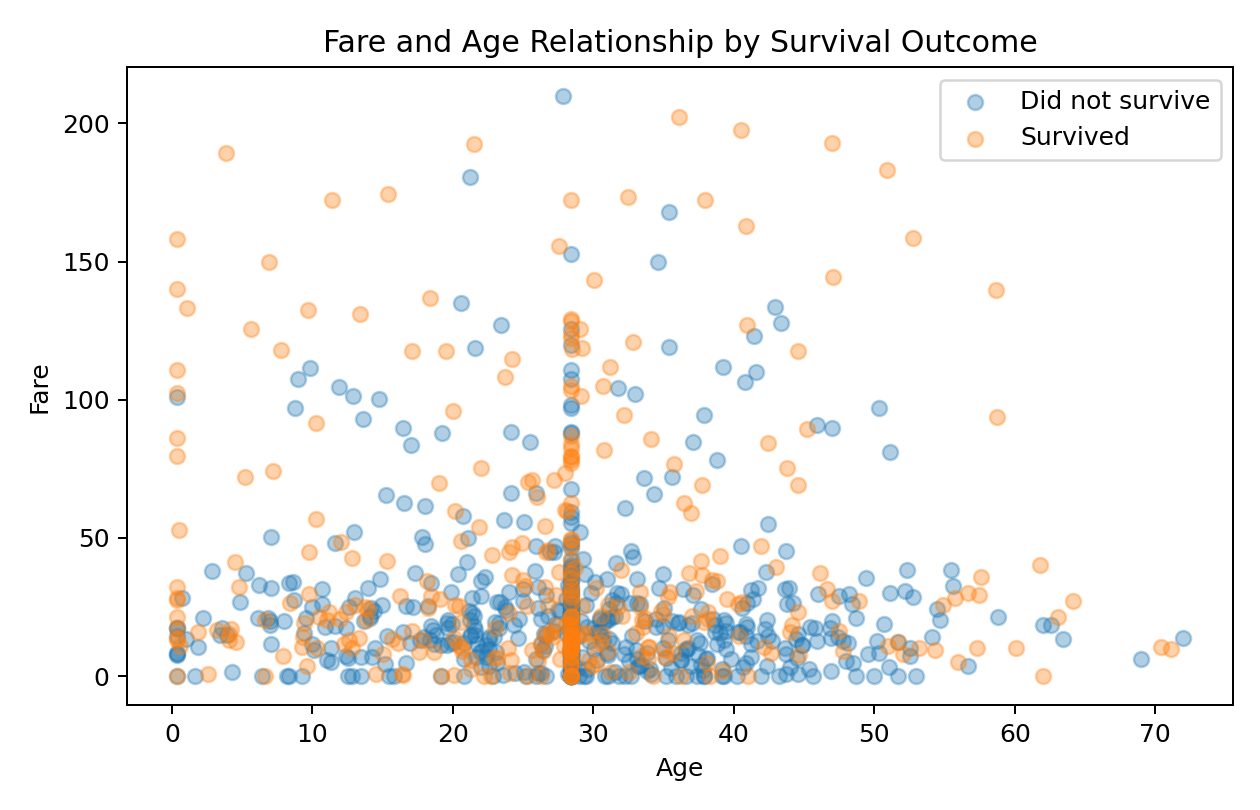 Fare and Age Relationship by Survival Outcome
Did not survive
Survived
200
150
100
50
0
Fare
0 10 20 30 40 50 60 70
Age